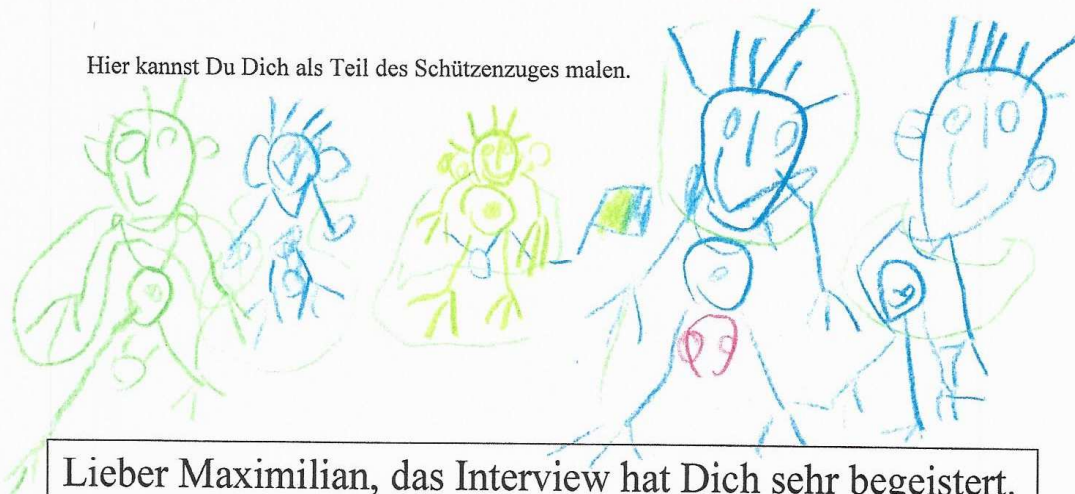 Hier kannst Du Dich als Teil des Schützenzuges malen.
Lieber Maximilian, das Interview hat Dich sehr begeistert.